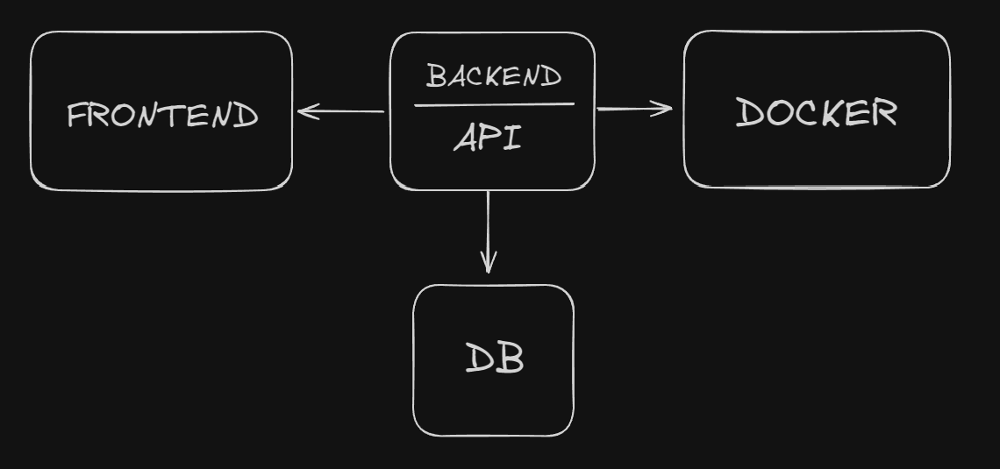 FRONTEND
BACKEND
API
DOCKER
DB